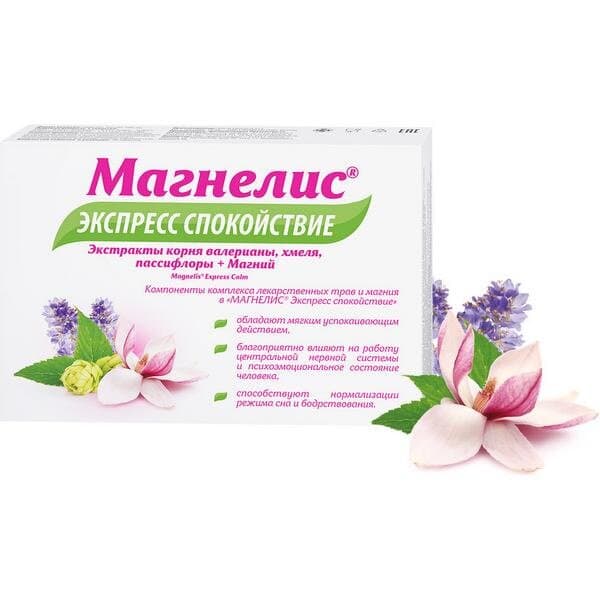 Магнелис®
ЭКСПРЕСС СПОКОЙСТВИЕ
Экстракты корня валерианы, хмеля,
пассифлоры + Магний
Magnelis® Express Calm
Компоненты комплекса лекарственных трав и магния
в «МАГНЕЛИС® Экспресс спокойствие»
обладают мягким успокаивающим
действием.
благоприятно влияют на работу
центральной нервной системы
и психоэмоциональное состояние
человека.
способствуют нормализации
режима сна и бодрствования.